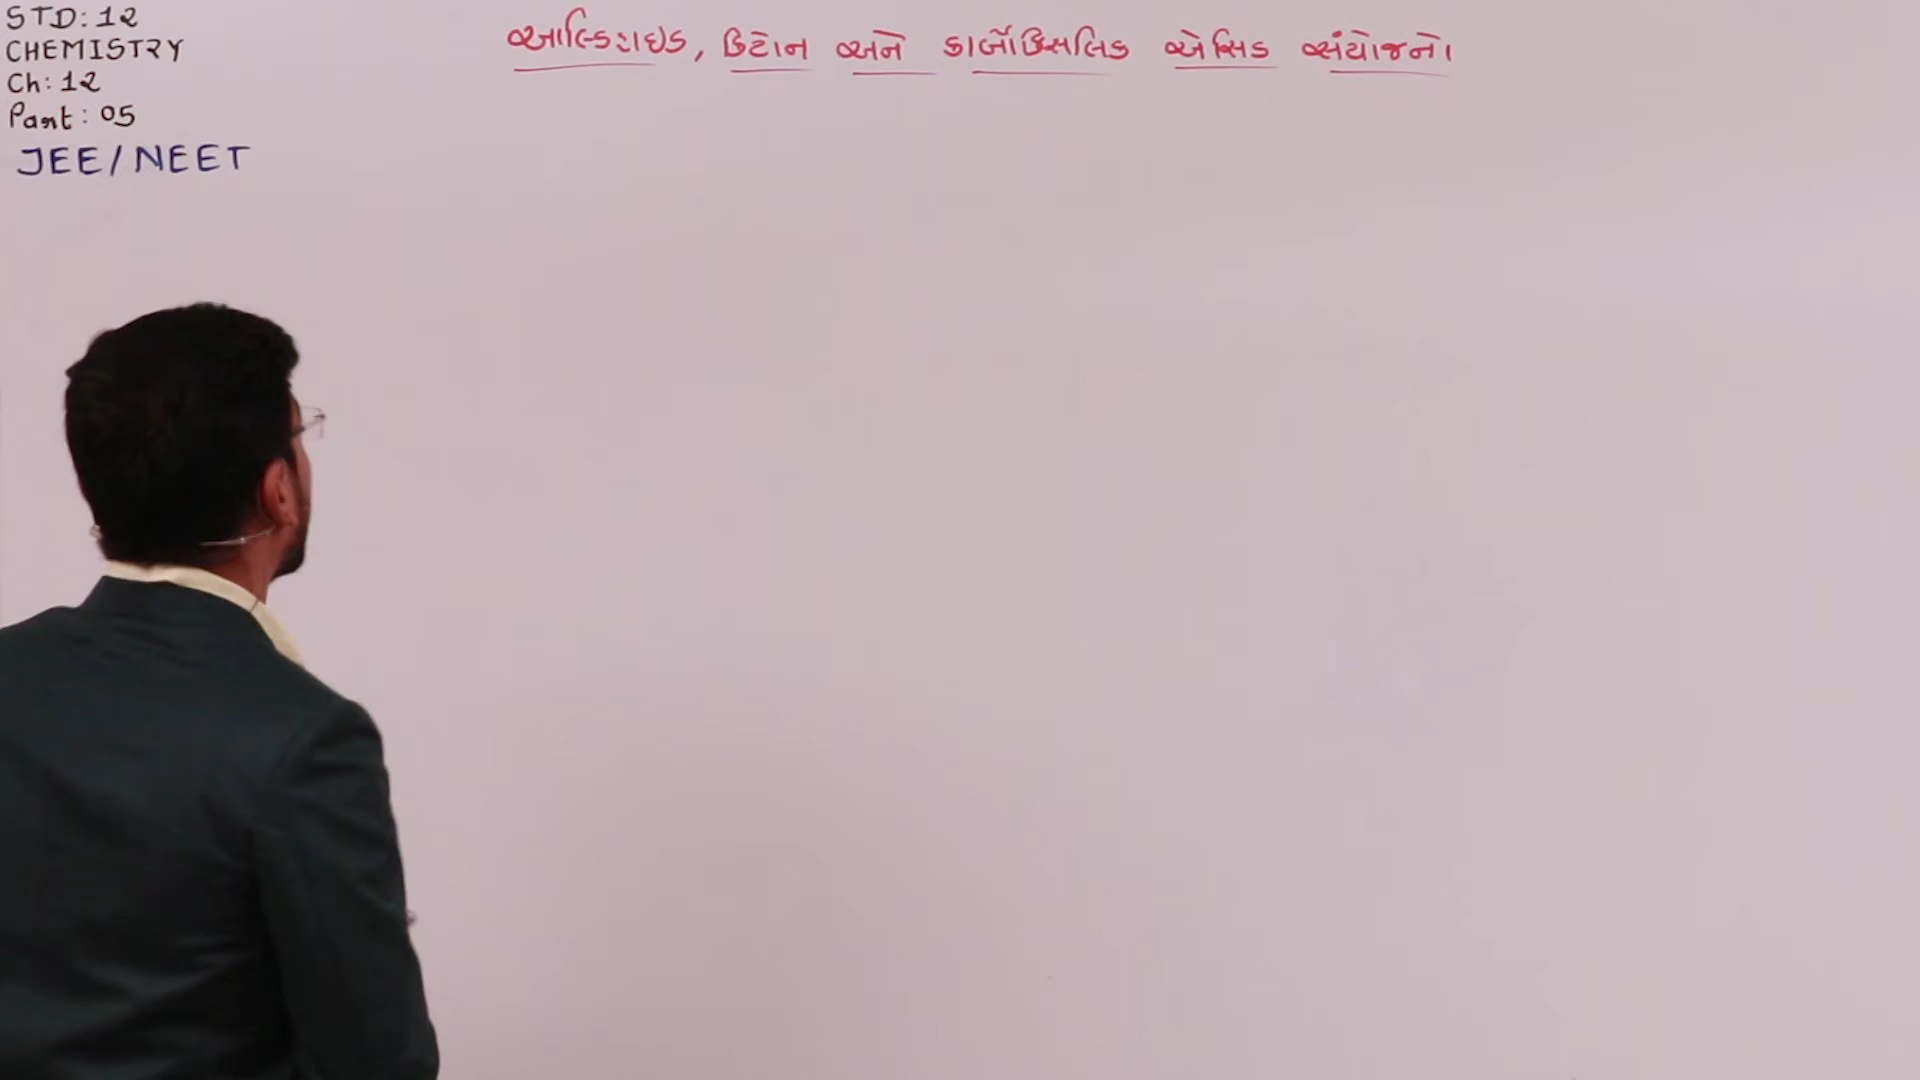 STD: 12
CHEMISTRY
Ch: 12
Part: 05
JEE/NEET
આલ્ડિહાઇડ, કિટોન અને કાર્બોક્સિલિક એસિડ સંયોજનો